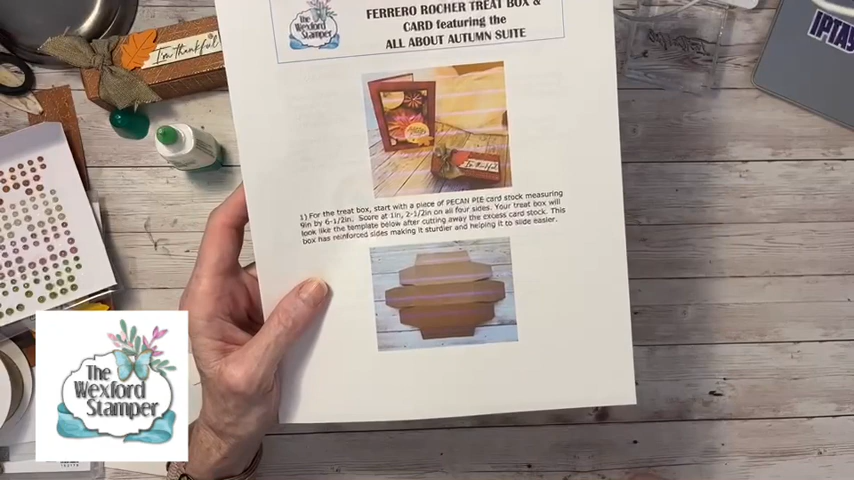 The
Wexford
Stamper
FERRERO ROCHER TREAT BOX &
CARD featuring the
ALL ABOUT AUTUMN SUITE
I'm thankful
1) For the treat box, start with a piece of PECAN PIE card stock measuring
9in by 6-1/2in. Score at 1in, 2-1/2in on all four sides. Your treat box will
look like the template below after cutting away the excess card stock. This
box has reinforced sides making it sturdier and helping it to slide easier.
The
Wexford
Stamper